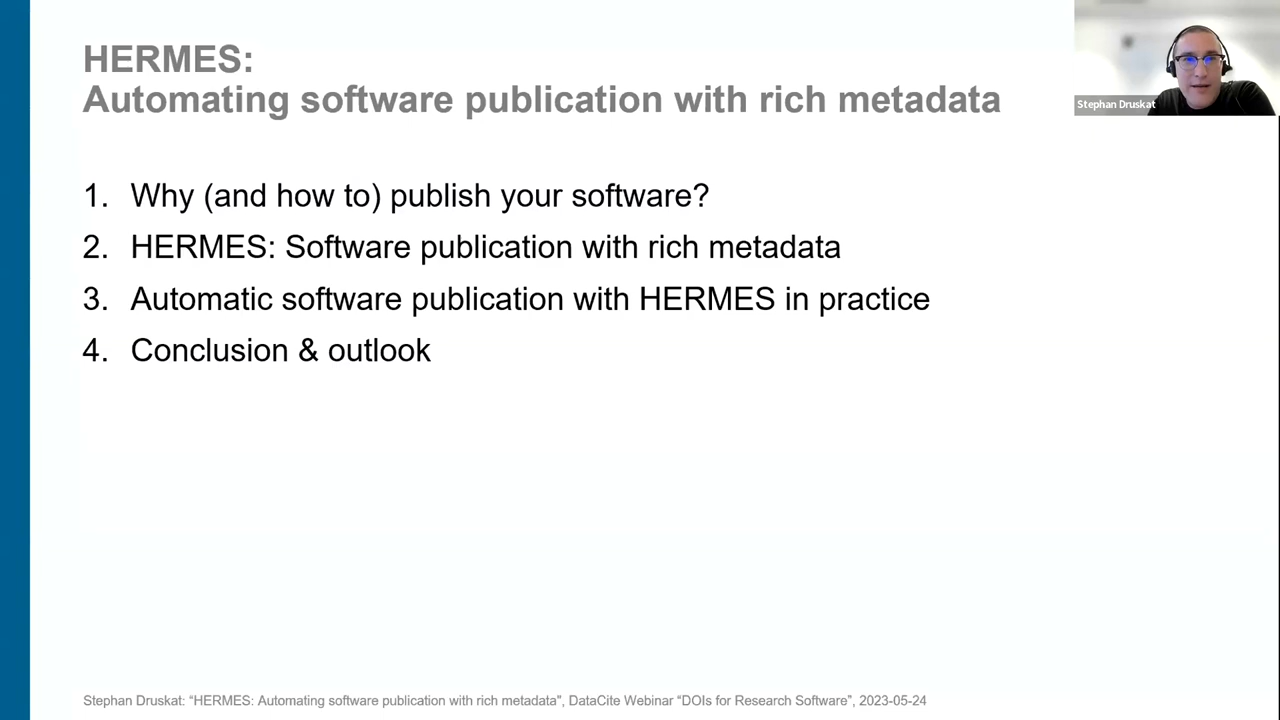 HERMES:
Automating software publication with rich metadata
Stephan Druskat
1. Why (and how to) publish your software?
2. HERMES: Software publication with rich metadata
3. Automatic software publication with HERMES in practice
4. Conclusion & outlook
Stephan Druskat: “HERMES: Automating software publication with rich metadata”, DataCite Webinar “DOIs for Research Software”, 2023-05-24